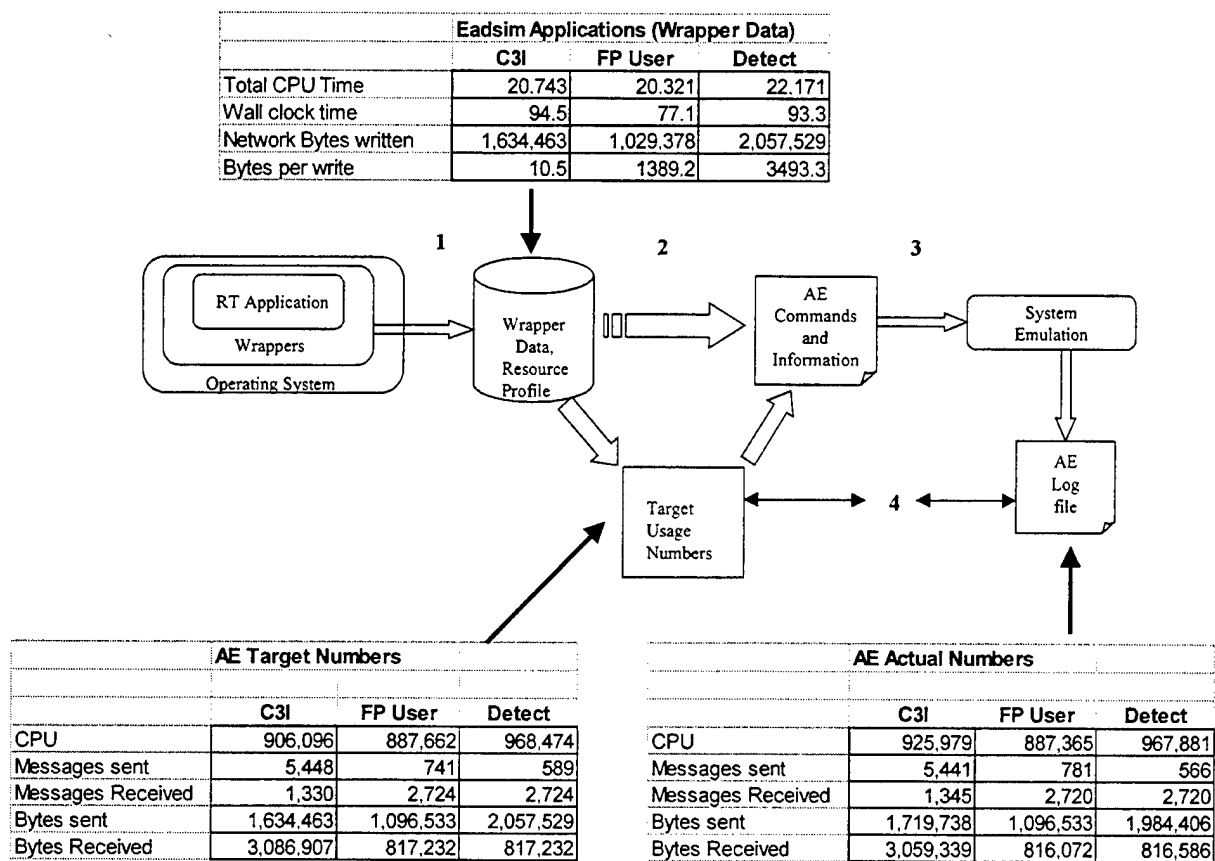 Eadsim Applications (Wrapper Data)
C3I FP User Detect
Total CPU Time 20.743 20.321 22.171
Wall clock time 94.5 77.1 93.3
Network Bytes written 1,634,463 1,029,378 2,057,529
Bytes per write 10.5 1389.2 3493.3
1
2
3
RT Application
Wrappers
Operating System
Wrapper
Data,
Resource
Profile
AE
Commands
and
Information
System
Emulation
Target
Usage
Numbers
4
AE
Log
file
AE Target Numbers
C3I FP User Detect
CPU 906,096 887,662 968,474
Messages sent 5,448 741 589
Messages Received 1,330 2,724 2,724
Bytes sent 1,634,463 1,096,533 2,057,529
Bytes Received 3,086,907 817,232 817,232
AE Actual Numbers
C3I FP User Detect
CPU 925,979 887,365 967,881
Messages sent 5,441 781 566
Messages Received 1,345 2,720 2,720
Bytes sent 1,719,738 1,096,533 1,984,406
Bytes Received 3,059,339 816,072 816,586